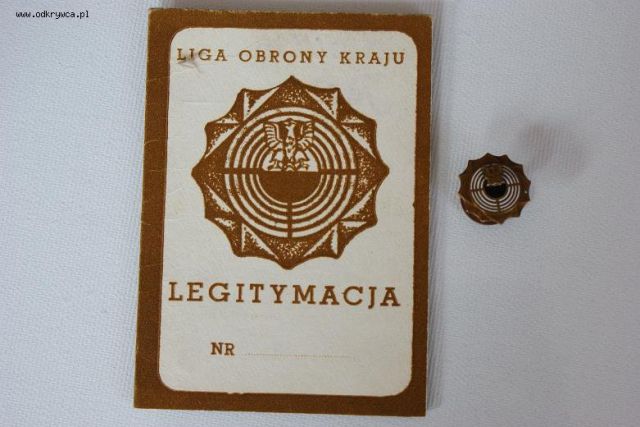 www.odkrywca.pl
LIGA OBRONY KRAJU
LEGITYMACJA
NR